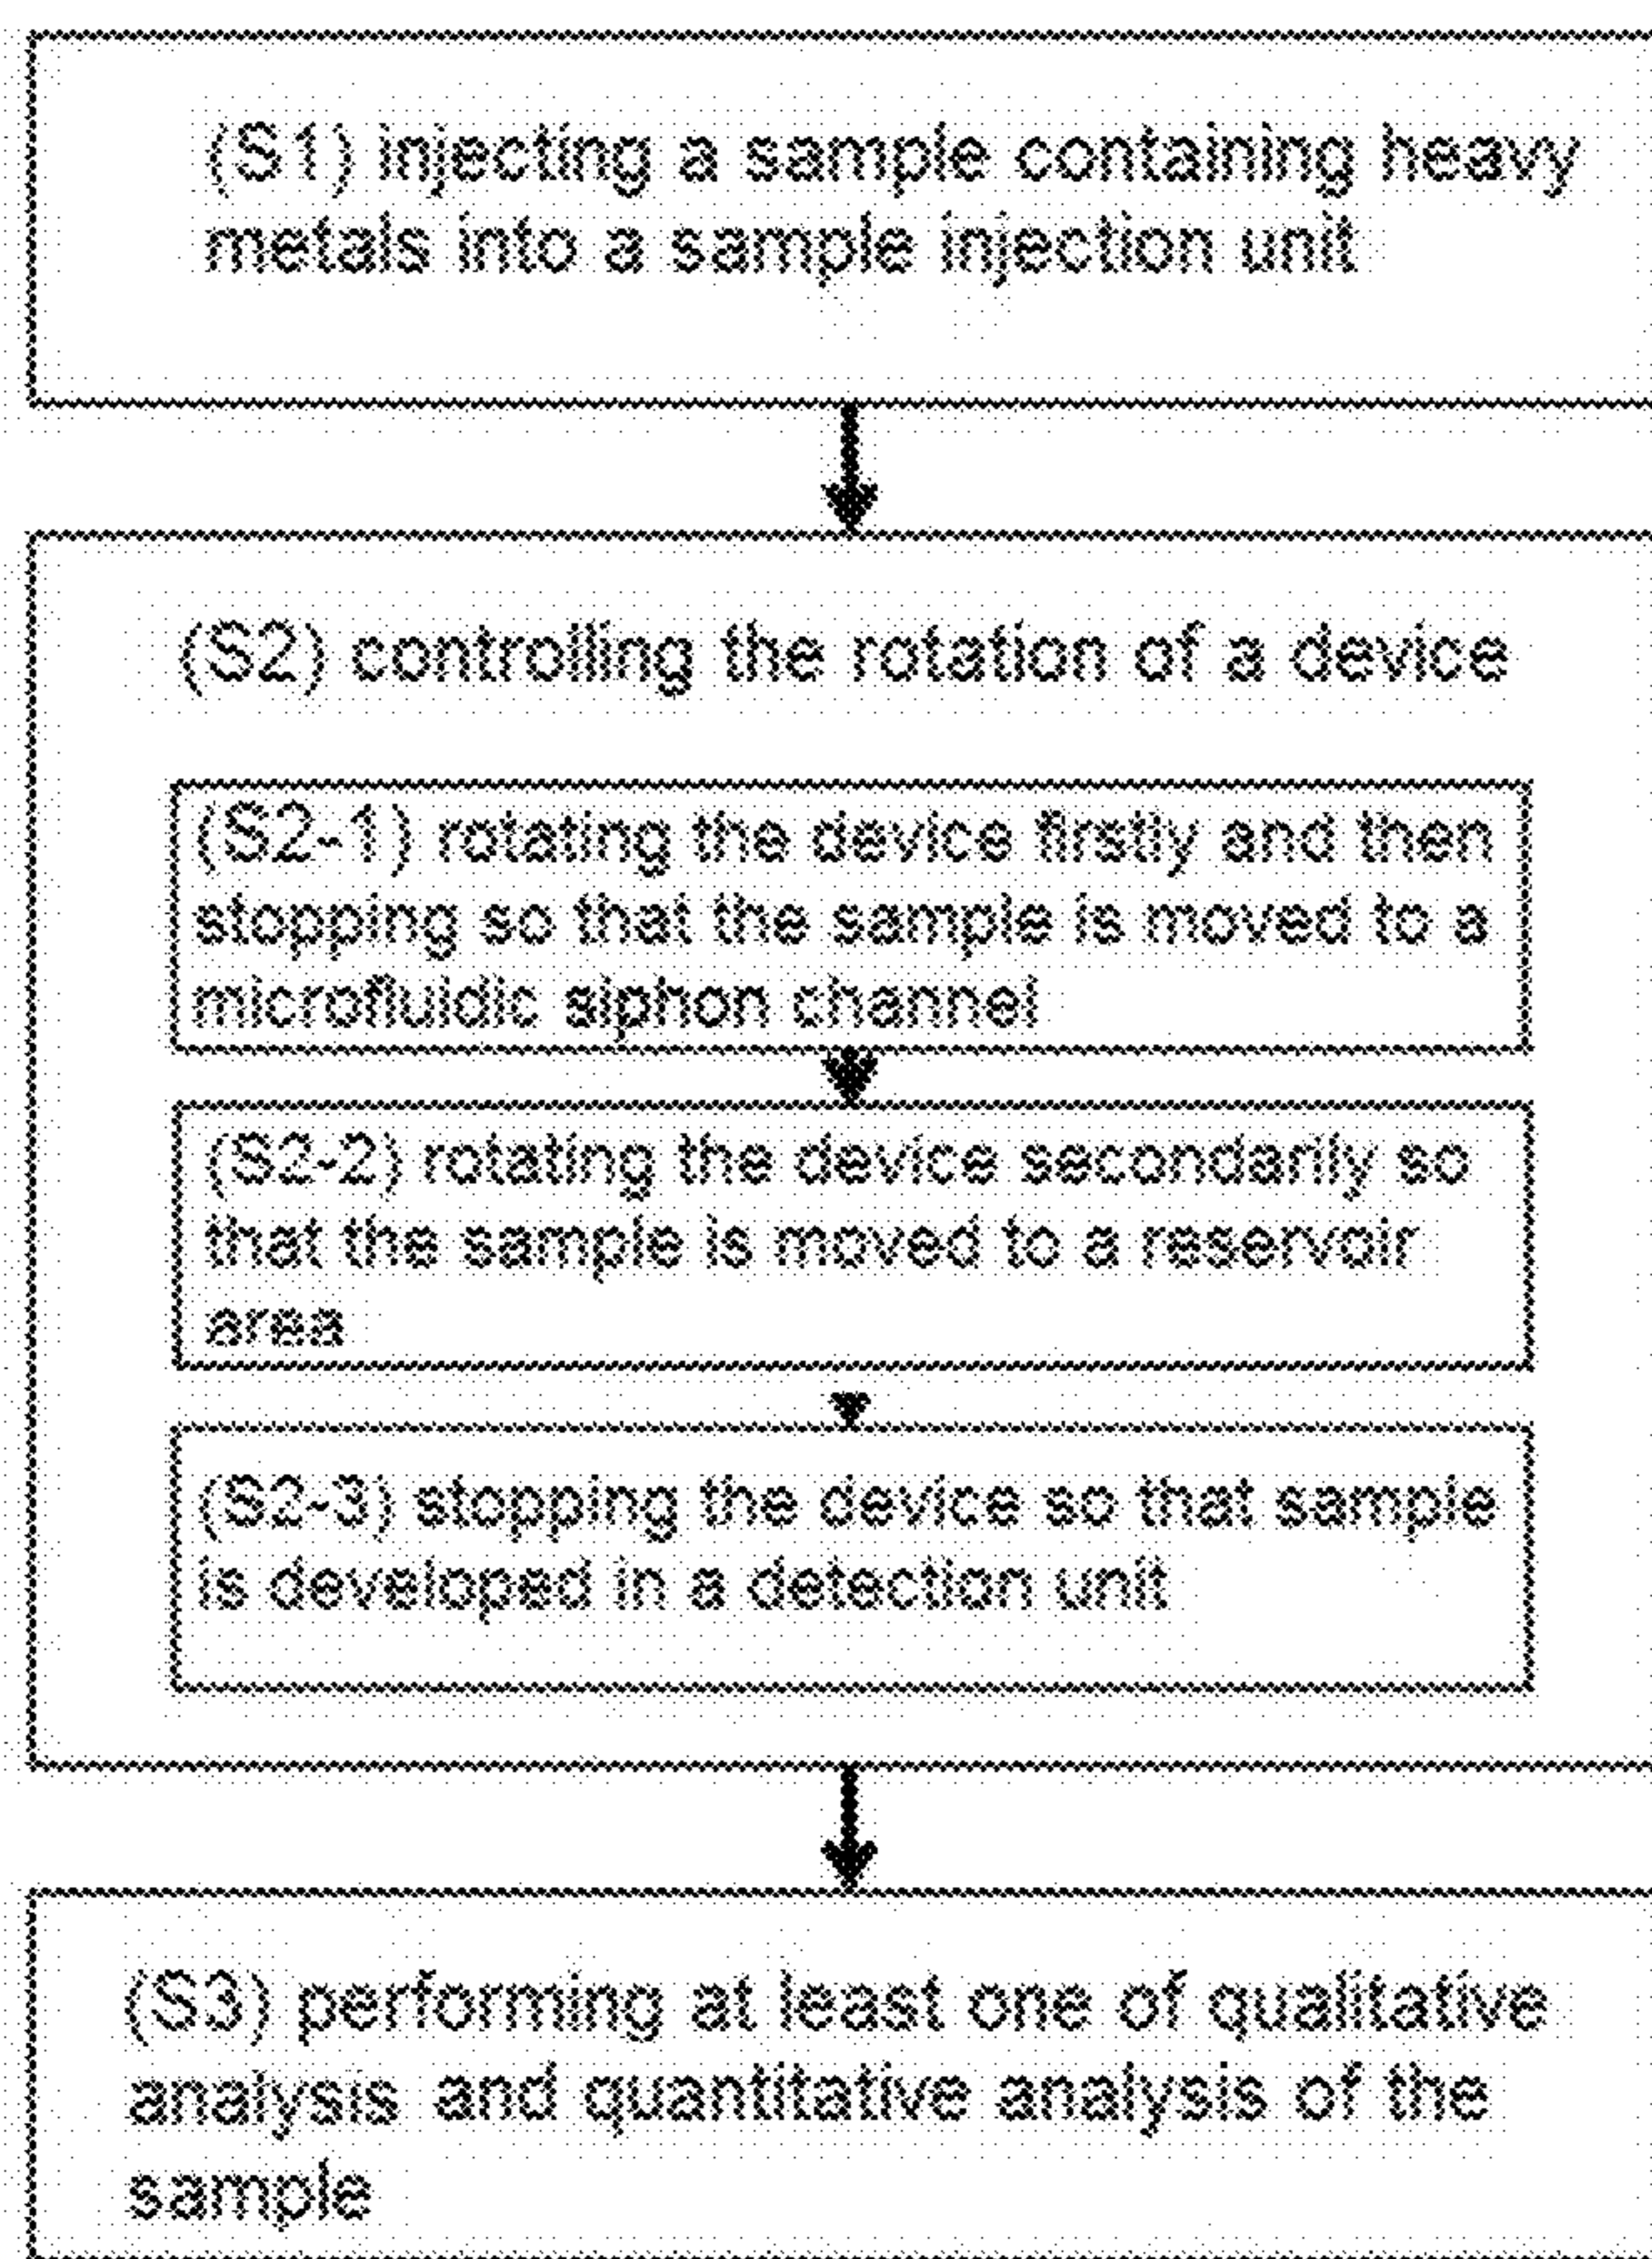 (S1) injecting a sample containing heavy
metals into a sample injection unit
(S2) controlling the rotation of a device
(S2-1) rotating the device firstly and then
stopping so that the sample is moved to a
microfluidic siphon channel
(S2-2) rotating the device secondarily so
that the sample is moved to a reservoir
area
(S2-3) stopping the device so that sample
is developed in a detection unit
(S3) performing at least one of qualitative
analysis and quantitative analysis of the
sample